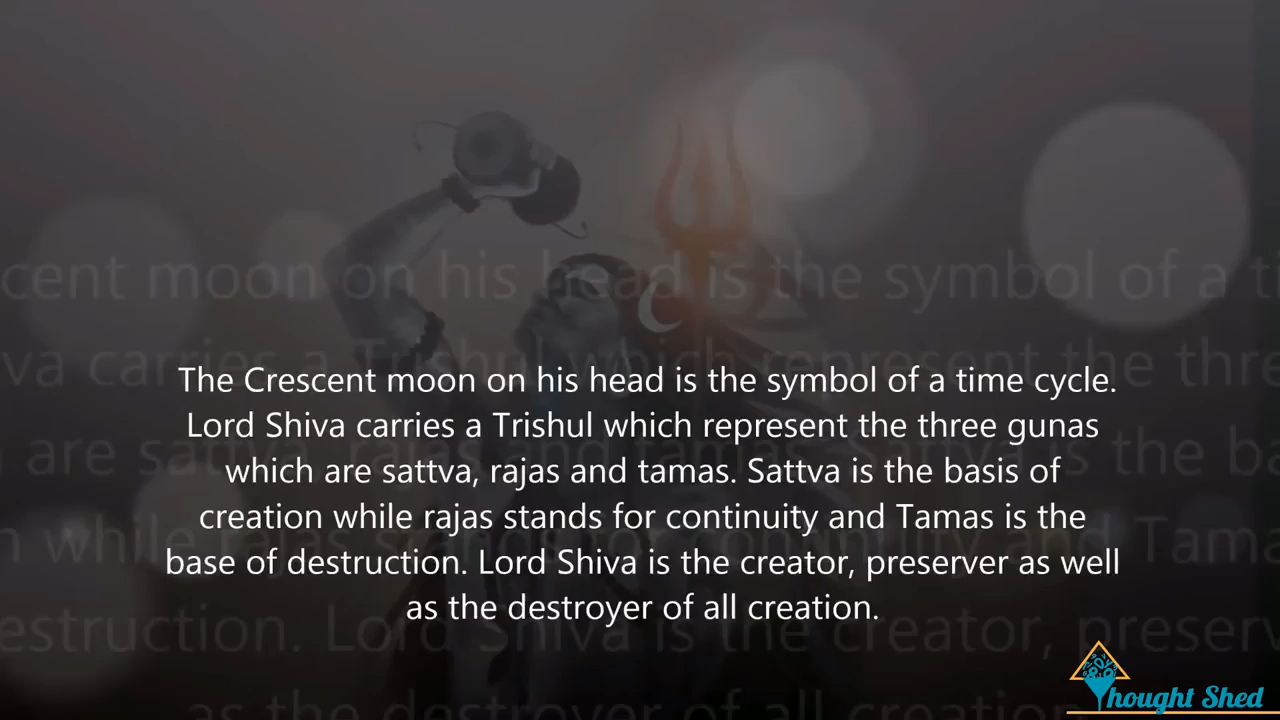 The Crescent moon on his head is the symbol of a time cycle.
Lord Shiva carries a Trishul which represent the three gunas
which are sattva, rajas and tamas. Sattva is the basis of
creation while rajas stands for continuity and Tamas is the
base of destruction. Lord Shiva is the creator, preserver as well
as the destroyer of all creation.
Thought Shed